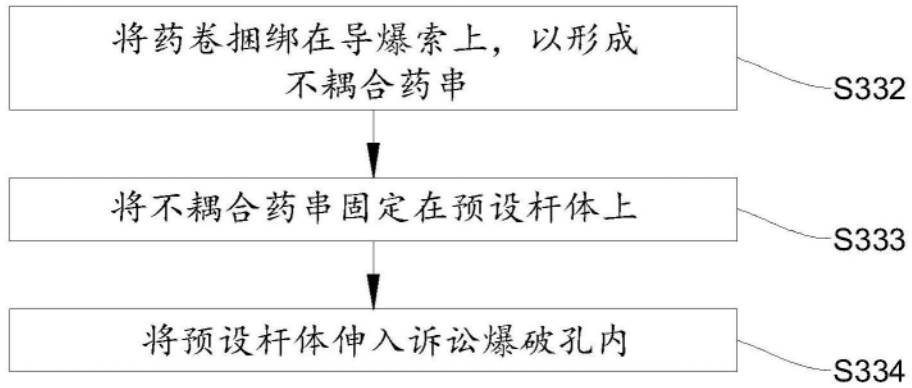 将药卷捆绑在导爆索上，以形成
不耦合药串
S332
将不耦合药串固定在预设杆体上
S333
将预设杆体伸入诉讼爆破孔内
S334